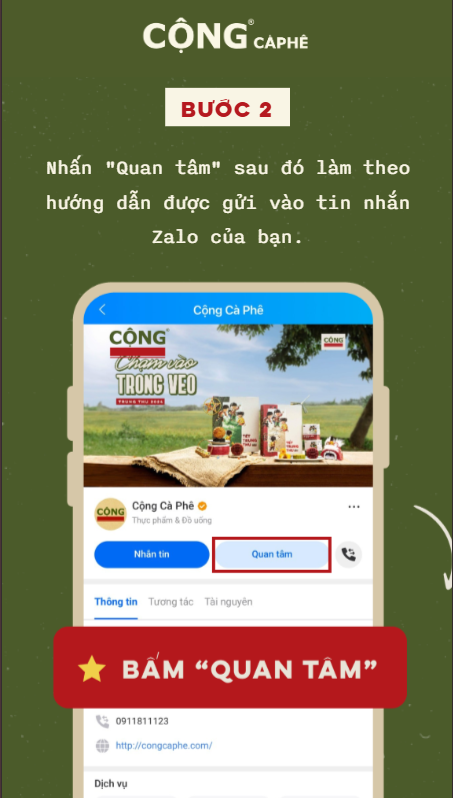 CỘNG® CÀPHÊ
BƯỚC 2
Nhấn "Quan tâm" sau đó làm theo
hướng dẫn được gửi vào tin nhắn
Zalo của bạn.
Cộng Cà Phê
CỘNG
CỘNG
Chạm vào
TRONG VEO
TRUNG THU 2024
CỘNG
Cộng Cà Phê
Thực phẩm & Đồ uống
Nhắn tin
Quan tâm
Thông tin
Tương tác
Tài nguyên
BẤM “QUAN TÂM”
0911811123
http://congcaphe.com/
Dịch vụ